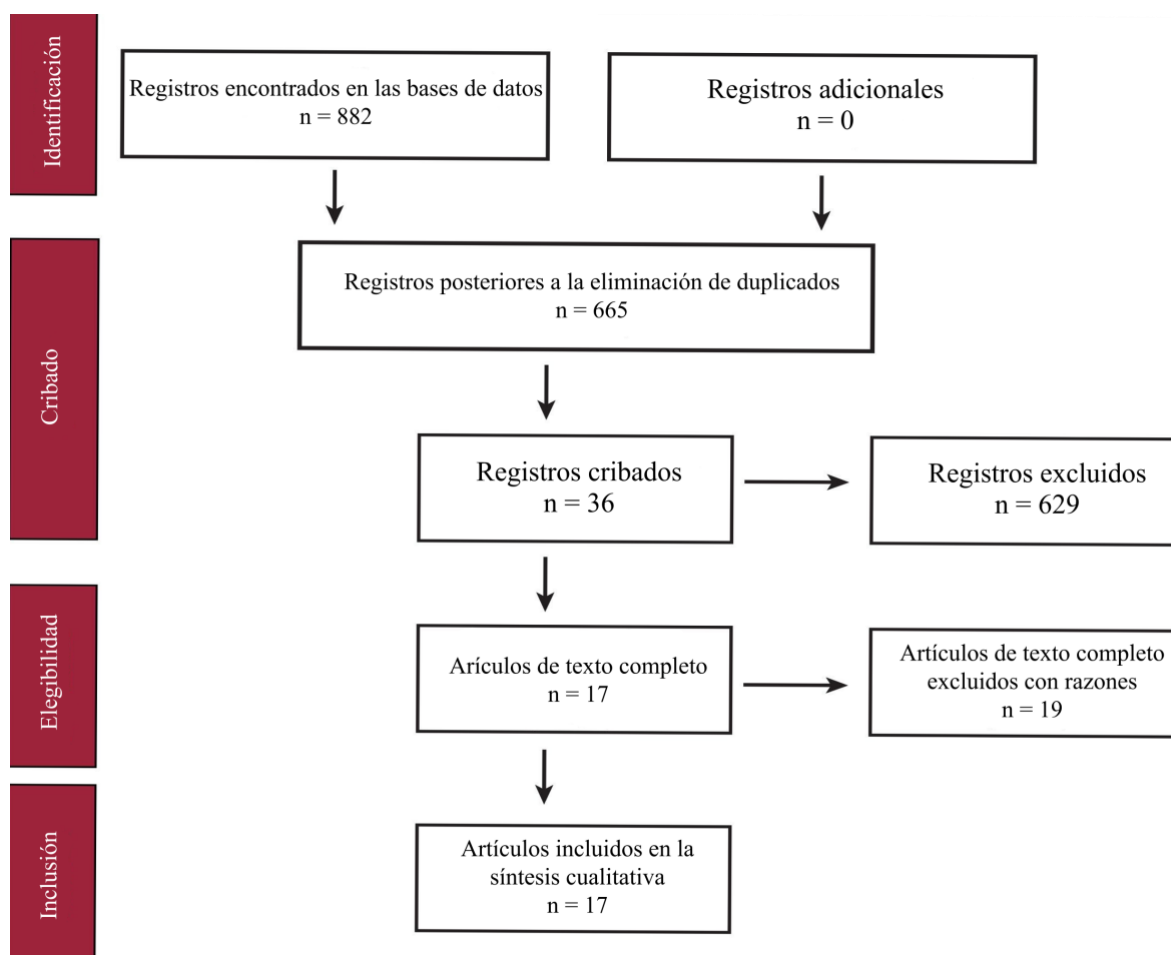 Identificación
Registros encontrados en las bases de datos
n = 882
Registros adicionales
n = 0
Cribado
Registros posteriores a la eliminación de duplicados
n = 665
Registros cribados
n = 36
Registros excluidos
n = 629
Elegibilidad
Arículos de texto completo
n = 17
Artículos de texto completo
excluidos con razones
n = 19
Inclusión
Artículos incluidos en la
síntesis cualitativa
n = 17